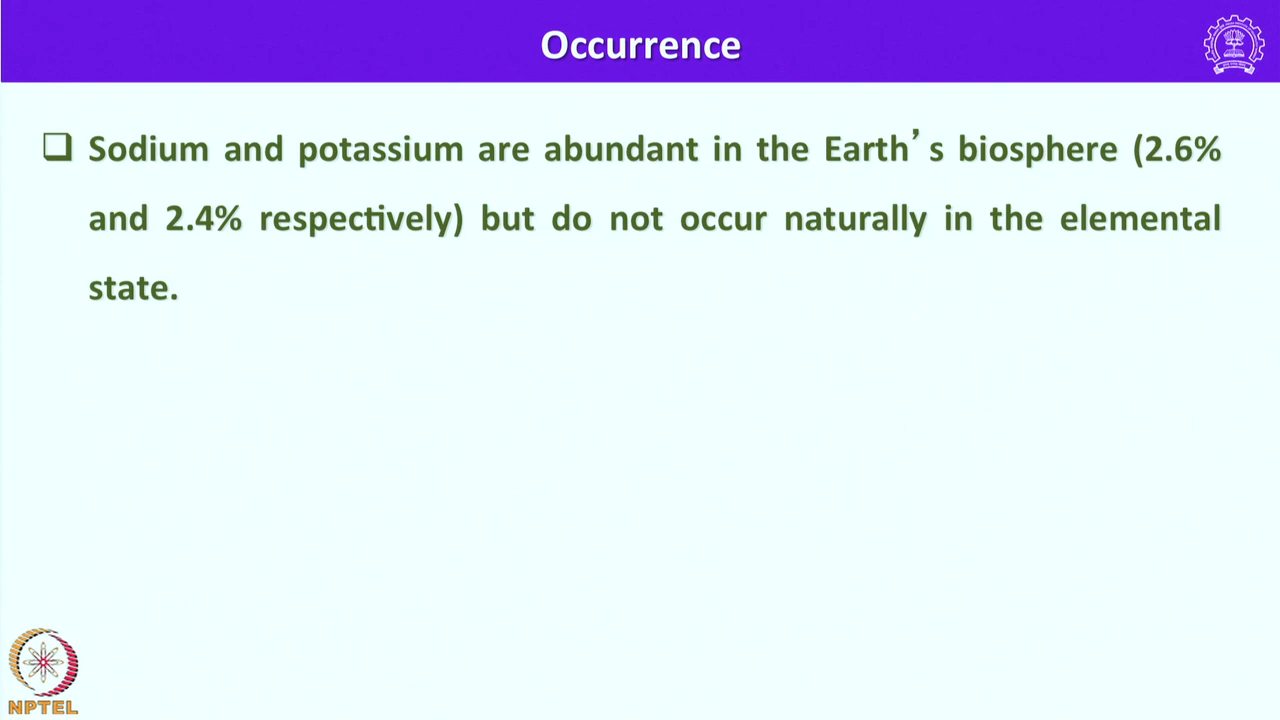 Occurrence
❑ Sodium and potassium are abundant in the Earth’s biosphere (2.6%
and 2.4% respectively) but do not occur naturally in the elemental
state.
NPTEL